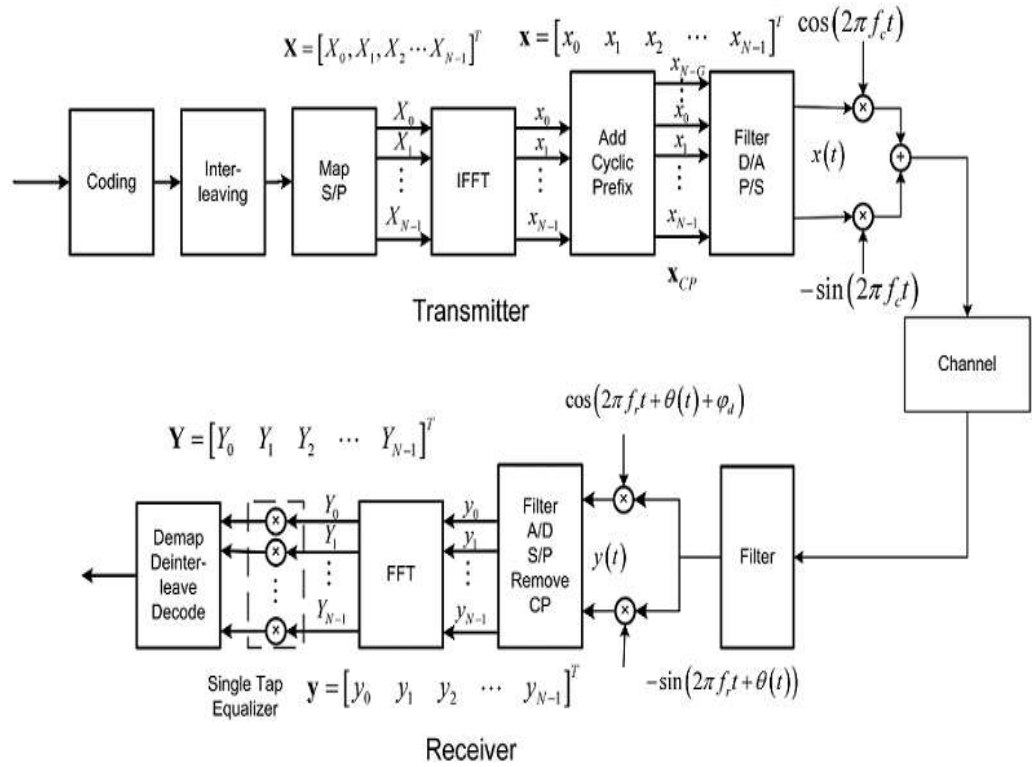 cos(2πf_c t)
𝐗 = [X_0, X_1, X_2 ⋯ X_{N-1}]^T
𝐱 = [x_0 x_1 x_2 ⋯ x_{N-1}]^T
Coding
Inter-
leaving
Map
S/P
X_0
X_1
⋮
X_{N-1}
IFFT
x_0
x_1
⋮
x_{N-1}
Add
Cyclic
Prefix
x_{N-G}
⋮
x_0
x_1
⋮
x_{N-1}
𝐱_{CP}
Filter
D/A
P/S
x(t)
×
+
×
-sin(2πf_c t)
Transmitter
Channel
cos(2πf_r t + θ(t) + φ_d)
𝐘 = [Y_0 Y_1 Y_2 ⋯ Y_{N-1}]^T
Demap
Deinter-
leave
Decode
×
×
⋮
×
Y_0
Y_1
⋮
Y_{N-1}
FFT
y_0
y_1
⋮
y_{N-1}
Filter
A/D
S/P
Remove
CP
y(t)
×
×
Filter
-sin(2πf_r t + θ(t))
Single Tap
Equalizer
𝐲 = [y_0 y_1 y_2 ⋯ y_{N-1}]^T
Receiver